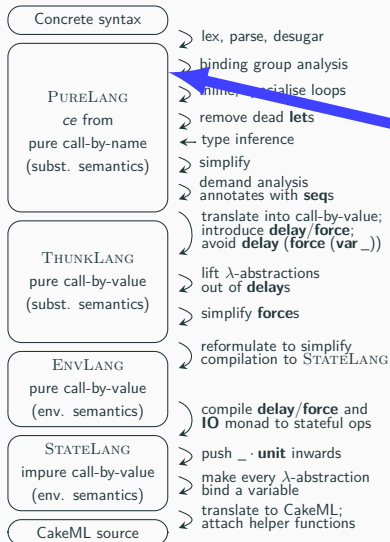 Concrete syntax
lex, parse, desugar
PURELANG
ce from
pure call-by-name
(subst. semantics)
binding group analysis
loops
remove dead lets
type inference
simplify
demand analysis
annotates with seqs
translate into call-by-value;
introduce delay/force;
avoid delay (force (var _))
THUNKLANG
pure call-by-value
(subst. semantics)
lift λ-abstractions
out of delays
simplify forces
reformulate to simplify
compilation to STATELANG
ENVLANG
pure call-by-value
(env. semantics)
compile delay/force and
IO monad to stateful ops
STATELANG
impure call-by-value
(env. semantics)
push _ · unit inwards
make every λ-abstraction
bind a variable
translate to CakeML;
attach helper functions
CakeML source